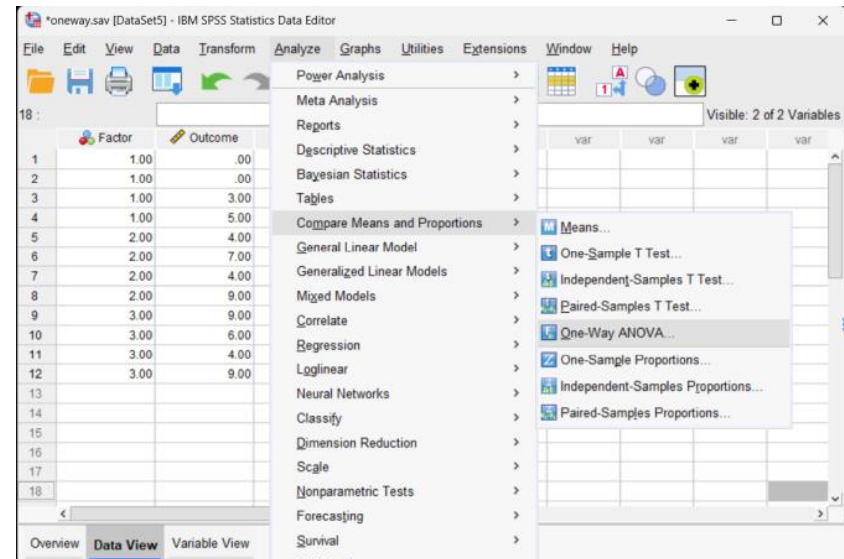 *oneway.sav [DataSet5] - IBM SPSS Statistics Data Editor
File Edit View Data Transform Analyze Graphs Utilities Extensions Window Help
18 :
Visible: 2 of 2 Variables
Factor Outcome var var var var
1 1.00 .00
2 1.00 .00
3 1.00 3.00
4 1.00 5.00
5 2.00 4.00
6 2.00 7.00
7 2.00 4.00
8 2.00 9.00
9 3.00 9.00
10 3.00 6.00
11 3.00 4.00
12 3.00 9.00
13
14
15
16
17
18
Power Analysis
Meta Analysis
Reports
Descriptive Statistics
Bayesian Statistics
Tables
Compare Means and Proportions
General Linear Model
Generalized Linear Models
Mixed Models
Correlate
Regression
Loglinear
Neural Networks
Classify
Dimension Reduction
Scale
Nonparametric Tests
Forecasting
Survival
Means...
One-Sample T Test...
Independent-Samples T Test...
Paired-Samples T Test...
One-Way ANOVA...
One-Sample Proportions...
Independent-Samples Proportions...
Paired-Samples Proportions...
Overview Data View Variable View